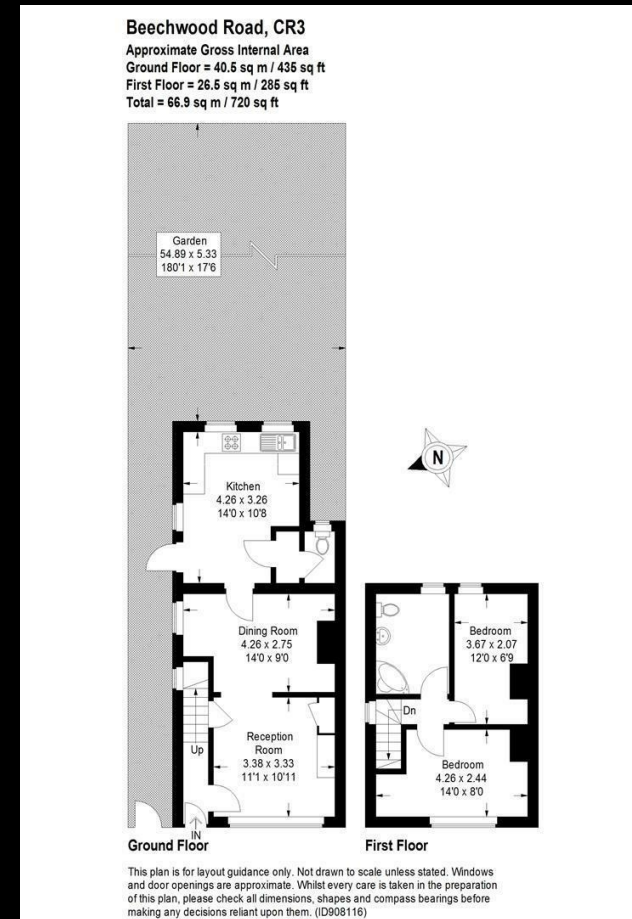 Beechwood Road, CR3
Approximate Gross Internal Area
Ground Floor = 40.5 sq m / 435 sq ft
First Floor = 26.5 sq m / 285 sq ft
Total = 66.9 sq m / 720 sq ft
Garden
54.89 x 5.33
180'1 x 17'6
N
Kitchen
4.26 x 3.26
14'0 x 10'8
Dining Room
4.26 x 2.75
14'0 x 9'0
Bedroom
3.67 x 2.07
12'0 x 6'9
Dn
Up
Reception
Room
3.38 x 3.33
11'1 x 10'11
Bedroom
4.26 x 2.44
14'0 x 8'0
IN
Ground Floor
First Floor
This plan is for layout guidance only. Not drawn to scale unless stated. Windows
and door openings are approximate. Whilst every care is taken in the preparation
of this plan, please check all dimensions, shapes and compass bearings before
making any decisions reliant upon them. (ID908116)